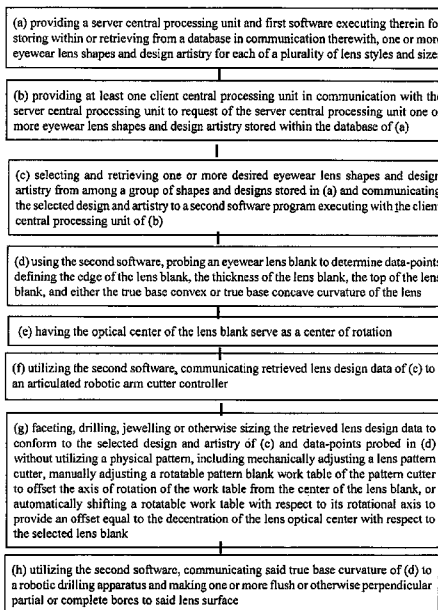 (a) providing a server central processing unit and first software executing therein fo
storing within or retrieving from a database in communication therewith, one or more
eyewear lens shapes and design artistry for each of a plurality of lens styles and size
(b) providing at least one client central processing unit in communication with the
server central processing unit to request of the server central processing unit one o
more eyewear lens shapes and design artistry stored within the database of (a)
(c) selecting and retrieving one or more desired eyewear lens shapes and design
artistry from among a group of shapes and designs stored in (a) and communicating
the selected design and artistry to a second software program executing with the clien
central processing unit of (b)
(d) using the second software, probing an eyewear lens blank to determine data-points
defining the edge of the lens blank, the thickness of the lens blank, the top of the lens
blank, and either the true base convex or true base concave curvature of the lens
(e) having the optical center of the lens blank serve as a center of rotation
(f) utilizing the second software, communicating retrieved lens design data of (c) to
an articulated robotic arm cutter controller
(g) faceting, drilling, jewelling or otherwise sizing the retrieved lens design data to
conform to the selected design and artistry of (c) and data-points probed in (d)
without utilizing a physical pattern, including mechanically adjusting a lens pattern
cutter, manually adjusting a rotatable pattern blank work table of the pattern cutter
to offset the axis of rotation of the work table from the center of the lens blank, or
automatically shifting a rotatable work table with respect to its rotational axis to
provide an offset equal to the decentration of the lens optical center with respect to
the selected lens blank
(h) utilizing the second software, communicating said true base curvature of (d) to
a robotic drilling apparatus and making one or more flush or otherwise perpendicular
partial or complete bores to said lens surface